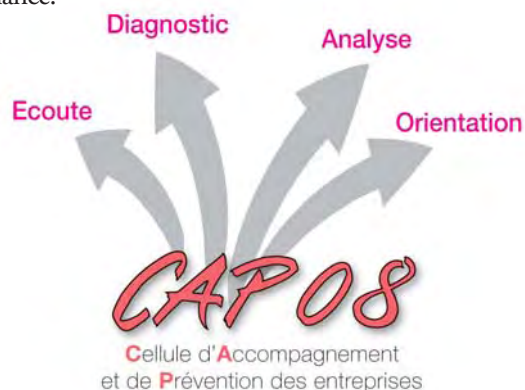 Diagnostic
Analyse
Ecoute
Orientation
CAP 08
Cellule d'Accompagnement
et de Prévention des entreprises